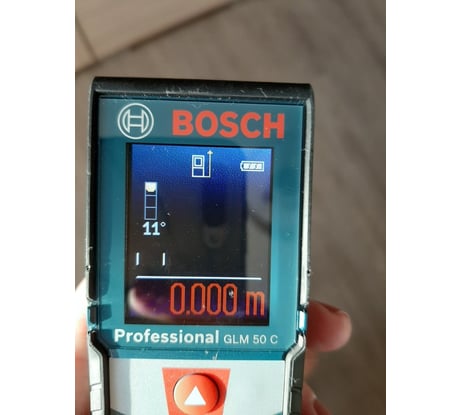 BOSCH
11°
0.000 m
Professional GLM 50 C